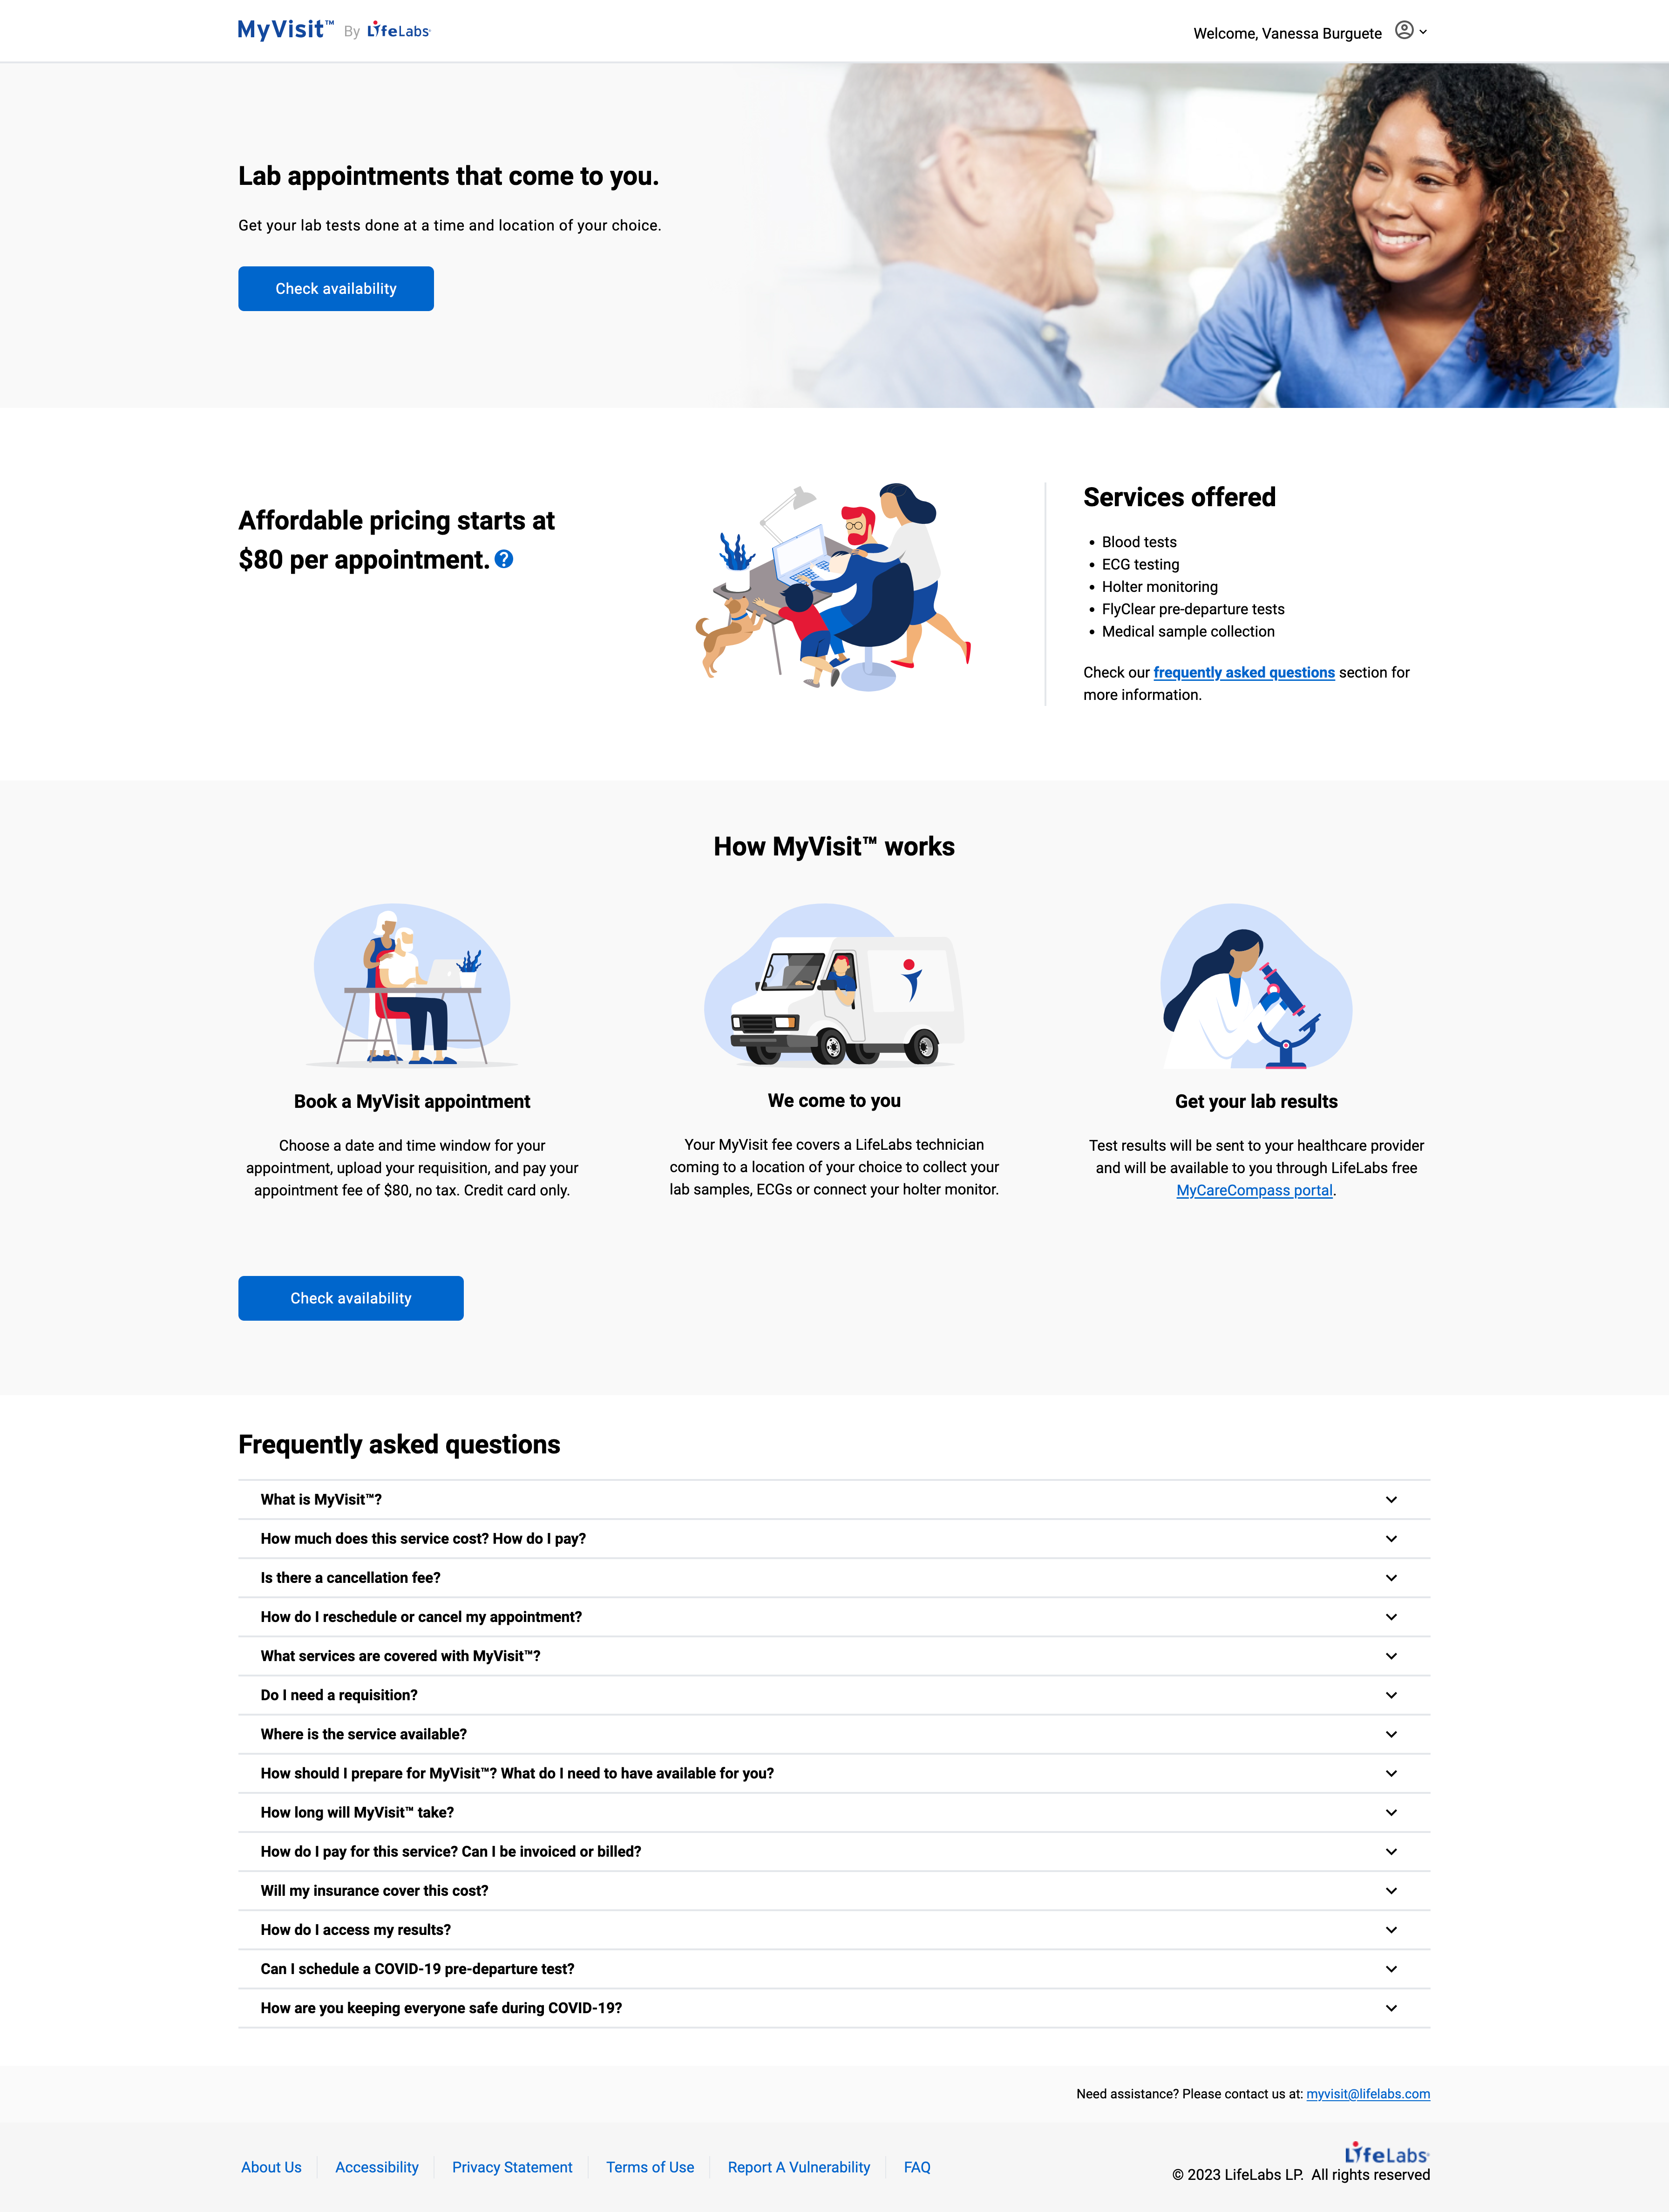 MyVisit™ By LifeLabs
Welcome, Vanessa Burguete
Lab appointments that come to you.
Get your lab tests done at a time and location of your choice.
Check availability
Affordable pricing starts at
$80 per appointment. ?
Services offered
• Blood tests
• ECG testing
• Holter monitoring
• FlyClear pre-departure tests
• Medical sample collection
Check our frequently asked questions section for
more information.
How MyVisit™ works
Book a MyVisit appointment
Choose a date and time window for your
appointment, upload your requisition, and pay your
appointment fee of $80, no tax. Credit card only.
We come to you
Your MyVisit fee covers a LifeLabs technician
coming to a location of your choice to collect your
lab samples, ECGs or connect your holter monitor.
Get your lab results
Test results will be sent to your healthcare provider
and will be available to you through LifeLabs free
MyCareCompass portal.
Check availability
Frequently asked questions
What is MyVisit™?
How much does this service cost? How do I pay?
Is there a cancellation fee?
How do I reschedule or cancel my appointment?
What services are covered with MyVisit™?
Do I need a requisition?
Where is the service available?
How should I prepare for MyVisit™? What do I need to have available for you?
How long will MyVisit™ take?
How do I pay for this service? Can I be invoiced or billed?
Will my insurance cover this cost?
How do I access my results?
Can I schedule a COVID-19 pre-departure test?
How are you keeping everyone safe during COVID-19?
Need assistance? Please contact us at: myvisit@lifelabs.com
About Us
Accessibility
Privacy Statement
Terms of Use
Report A Vulnerability
FAQ
LifeLabs
© 2023 LifeLabs LP. All rights reserved